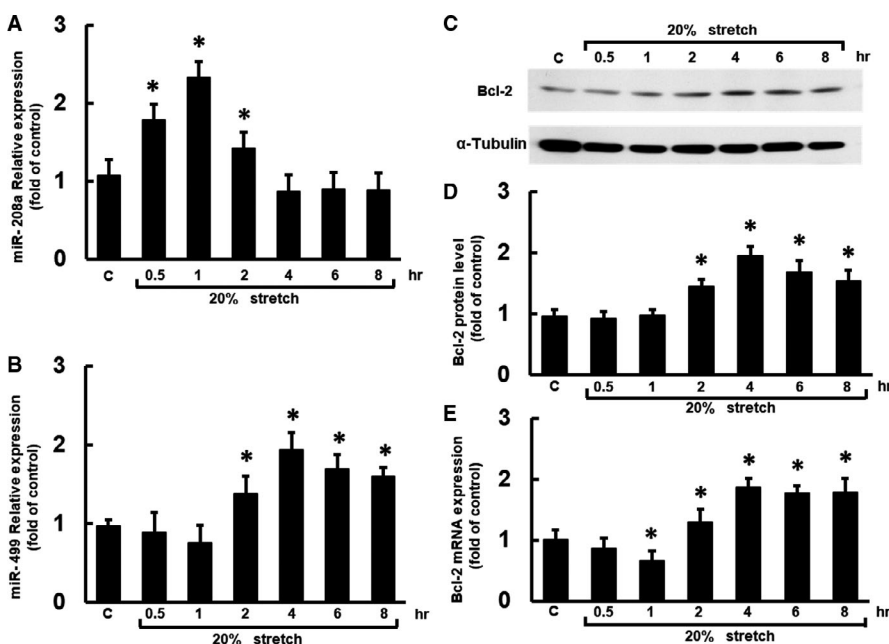 A
miR- 208a Relative expression
(fold of control)
3
2
1
0
* * *
C 0.5 1 2 4 6 8 hr
20% stretch
B
miR- 499 Relative expression
(fold of control)
3
2
1
0
* * * *
C 0.5 1 2 4 6 8 hr
20% stretch
C
20% stretch
C 0.5 1 2 4 6 8 hr
Bcl-2
α-Tubulin
D
Bcl-2 protein level
(fold of control)
3
2
1
0
* * * *
C 0.5 1 2 4 6 8 hr
20% stretch
E
Bcl-2 mRNA expression
(fold of control)
3
2
1
0
* * * * *
C 0.5 1 2 4 6 8 hr
20% stretch